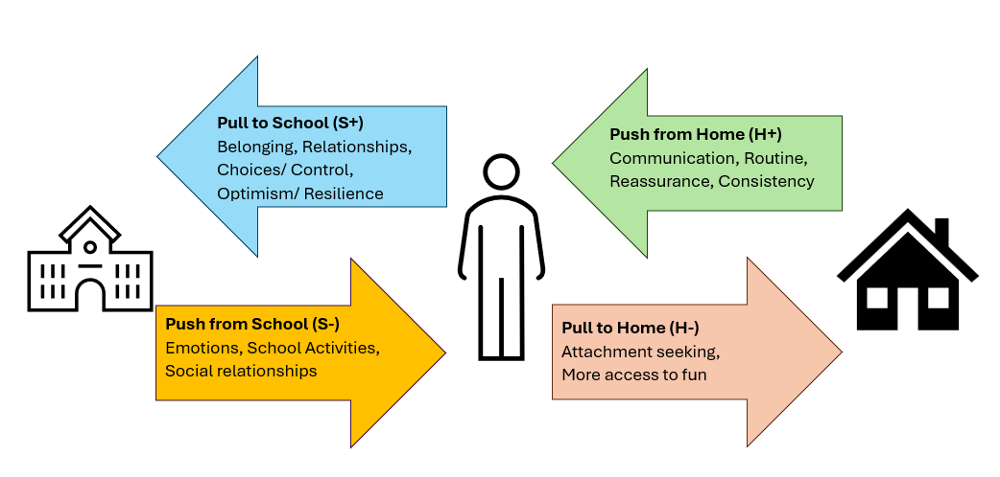 Pull to School (S+)
Belonging, Relationships,
Choices/ Control,
Optimism/ Resilience
Push from Home (H+)
Communication, Routine,
Reassurance, Consistency
Push from School (S-)
Emotions, School Activities,
Social relationships
Pull to Home (H-)
Attachment seeking,
More access to fun